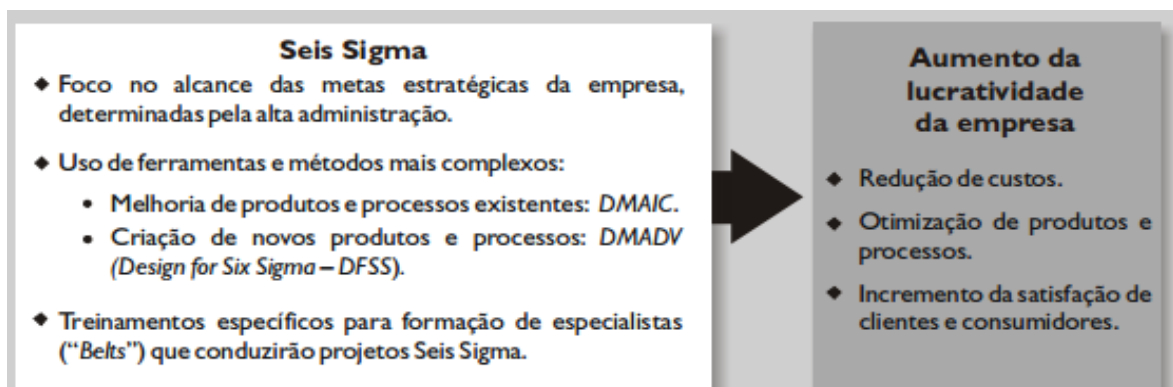 Seis Sigma
◆ Foco no alcance das metas estratégicas da empresa,
determinadas pela alta administração.
◆ Uso de ferramentas e métodos mais complexos:
• Melhoria de produtos e processos existentes: DMAIC.
• Criação de novos produtos e processos: DMADV
(Design for Six Sigma – DFSS).
◆ Treinamentos específicos para formação de especialistas
(“Belts”) que conduzirão projetos Seis Sigma.
Aumento da
lucratividade
da empresa
◆ Redução de custos.
◆ Otimização de produtos e
processos.
◆ Incremento da satisfação de
clientes e consumidores.